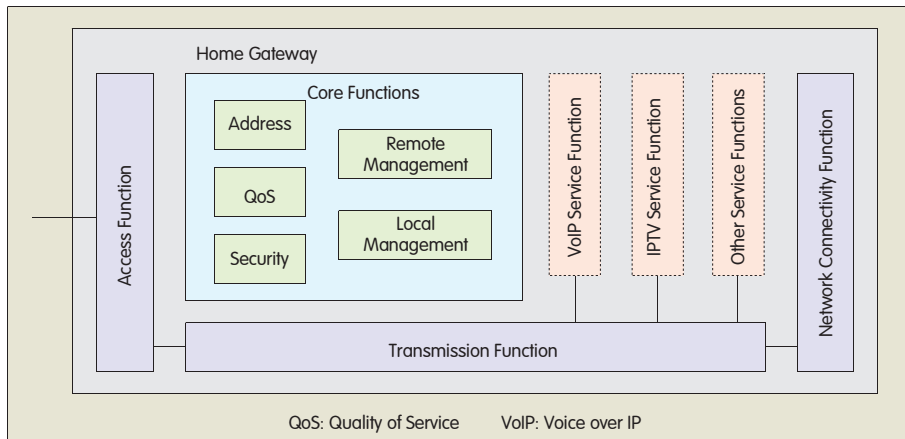 Home Gateway
Access Function
Core Functions
Address
QoS
Security
Remote
Management
Local
Management
VoIP Service Function
IPTV Service Function
Other Service Functions
Network Connectivity Function
Transmission Function
QoS: Quality of Service VoIP: Voice over IP